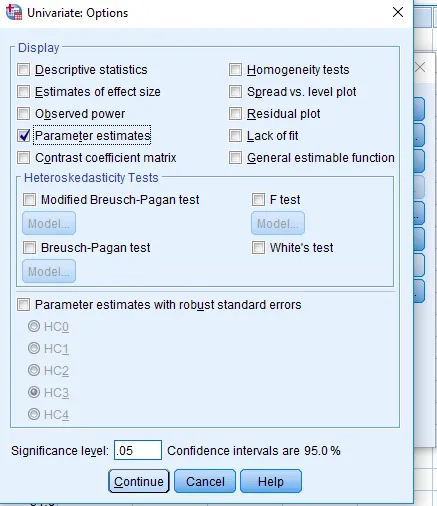 Univariate: Options
Display
Descriptive statistics
Homogeneity tests
Estimates of effect size
Spread vs. level plot
Observed power
Residual plot
Parameter estimates
Lack of fit
Contrast coefficient matrix
General estimable function
Heteroskedasticity Tests
Modified Breusch-Pagan test
F test
Model...
Model...
Breusch-Pagan test
White's test
Model...
Parameter estimates with robust standard errors
HC0
HC1
HC2
HC3
HC4
Significance level: .05 Confidence intervals are 95.0 %
Continue Cancel Help